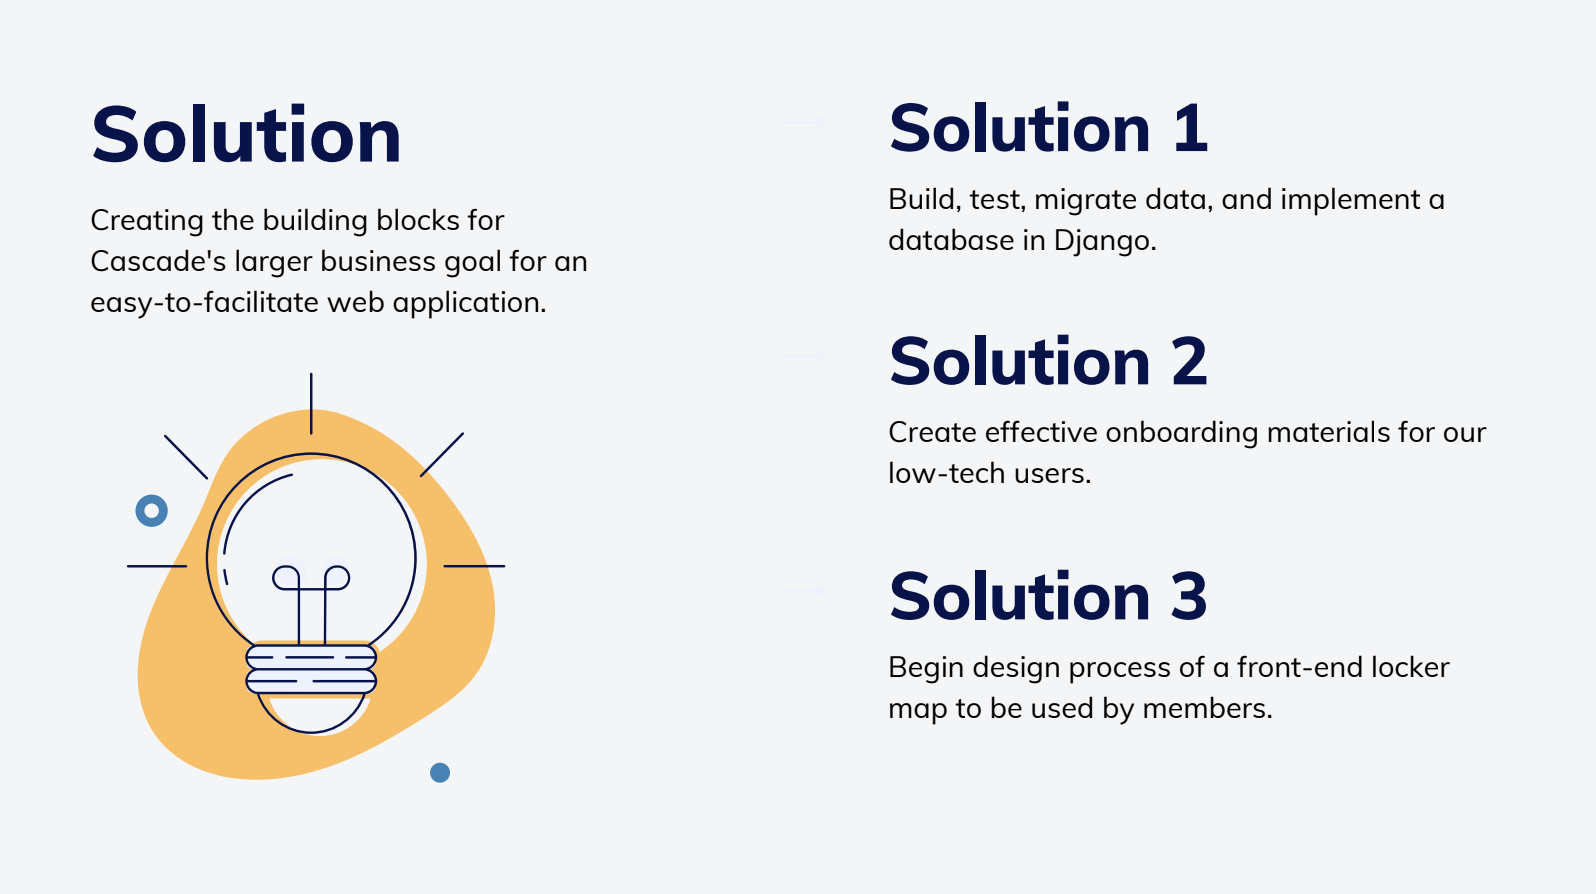 Solution
Creating the building blocks for
Cascade's larger business goal for an
easy-to-facilitate web application.
Solution 1
Build, test, migrate data, and implement a
database in Django.
Solution 2
Create effective onboarding materials for our
low-tech users.
Solution 3
Begin design process of a front-end locker
map to be used by members.